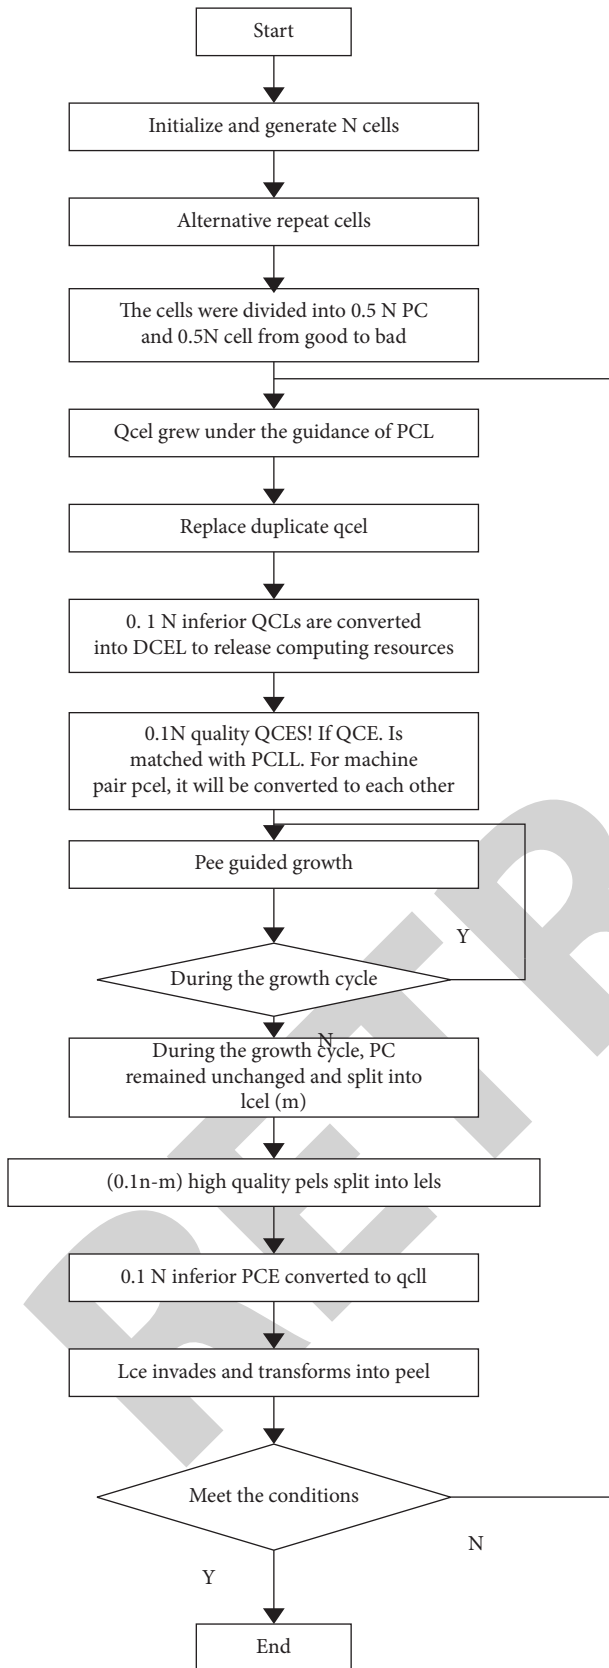 Start
Initialize and generate N cells
Alternative repeat cells
The cells were divided into 0.5 N PC
and 0.5N cell from good to bad
Qcel grew under the guidance of PCL
Replace duplicate qcel
0. 1 N inferior QCLs are converted
into DCEL to release computing resources
0.1N quality QCES! If QCE. Is
matched with PCLL. For machine
pair pcel, it will be converted to each other
Pee guided growth
Y
During the growth cycle
N
During the growth cycle, PC
remained unchanged and split into
lcel (m)
(0.1n-m) high quality pels split into lels
0.1 N inferior PCE converted to qcll
Lce invades and transforms into peel
Meet the conditions
N
Y
End
RETR